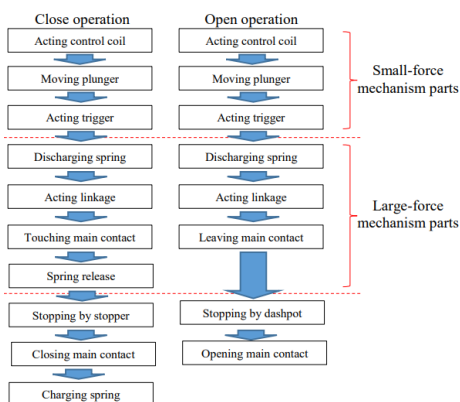 Close operation
Open operation
Acting control coil
Acting control coil
Moving plunger
Moving plunger
Acting trigger
Acting trigger
Small-force
mechanism parts
Discharging spring
Discharging spring
Acting linkage
Acting linkage
Touching main contact
Leaving main contact
Spring release
Large-force
mechanism parts
Stopping by stopper
Stopping by dashpot
Closing main contact
Opening main contact
Charging spring